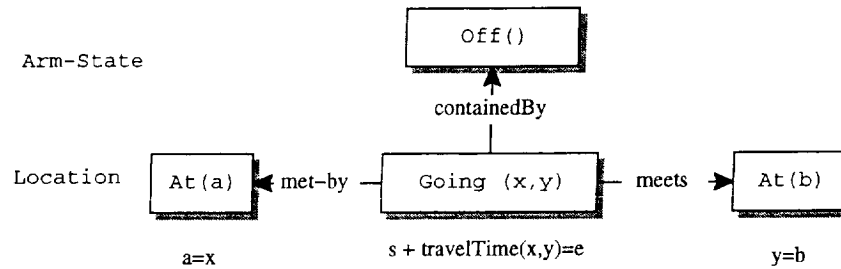 Off()
Arm-State
containedBy
Location
At(a)
met-by
Going (x,y)
meets
At(b)
a=x
s + travelTime(x,y)=e
y=b